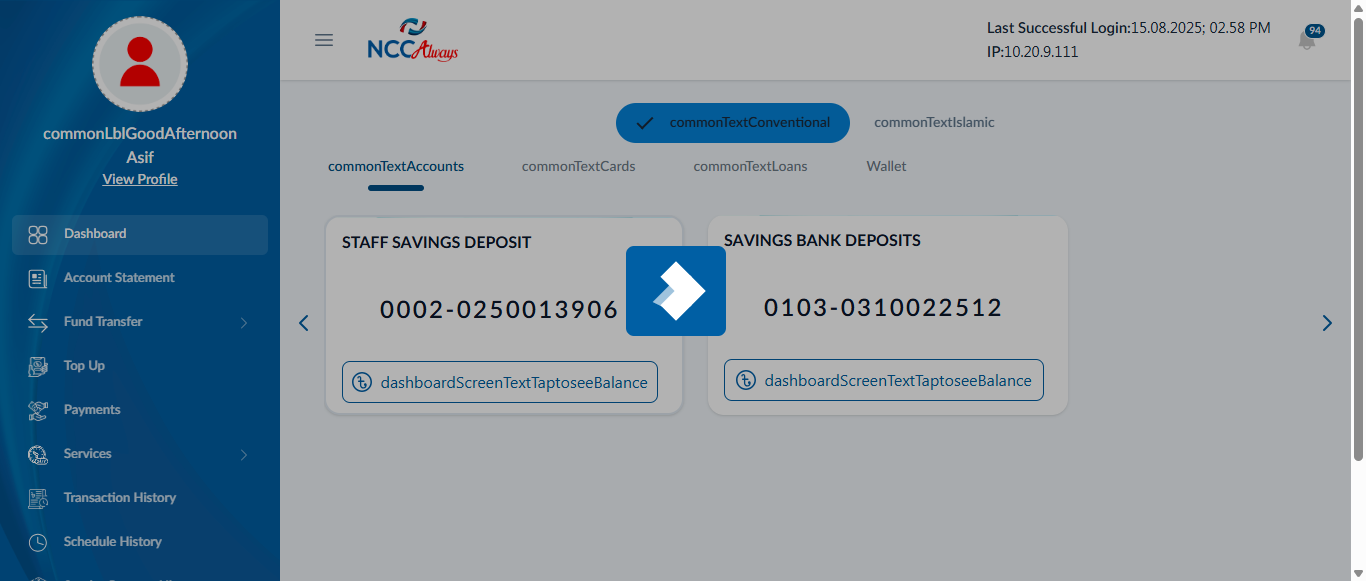 commonLblGoodAfternoon
Asif
View Profile
Dashboard
Account Statement
Fund Transfer
Top Up
Payments
Services
Transaction History
Schedule History
NCCAlways
Last Successful Login:15.08.2025; 02.58 PM
IP:10.20.9.111
94
commonTextConventional commonTextIslamic
commonTextAccounts commonTextCards commonTextLoans Wallet
STAFF SAVINGS DEPOSIT
0002-0250013906
dashboardScreenTextTaptoseeBalance
SAVINGS BANK DEPOSITS
0103-0310022512
dashboardScreenTextTaptoseeBalance